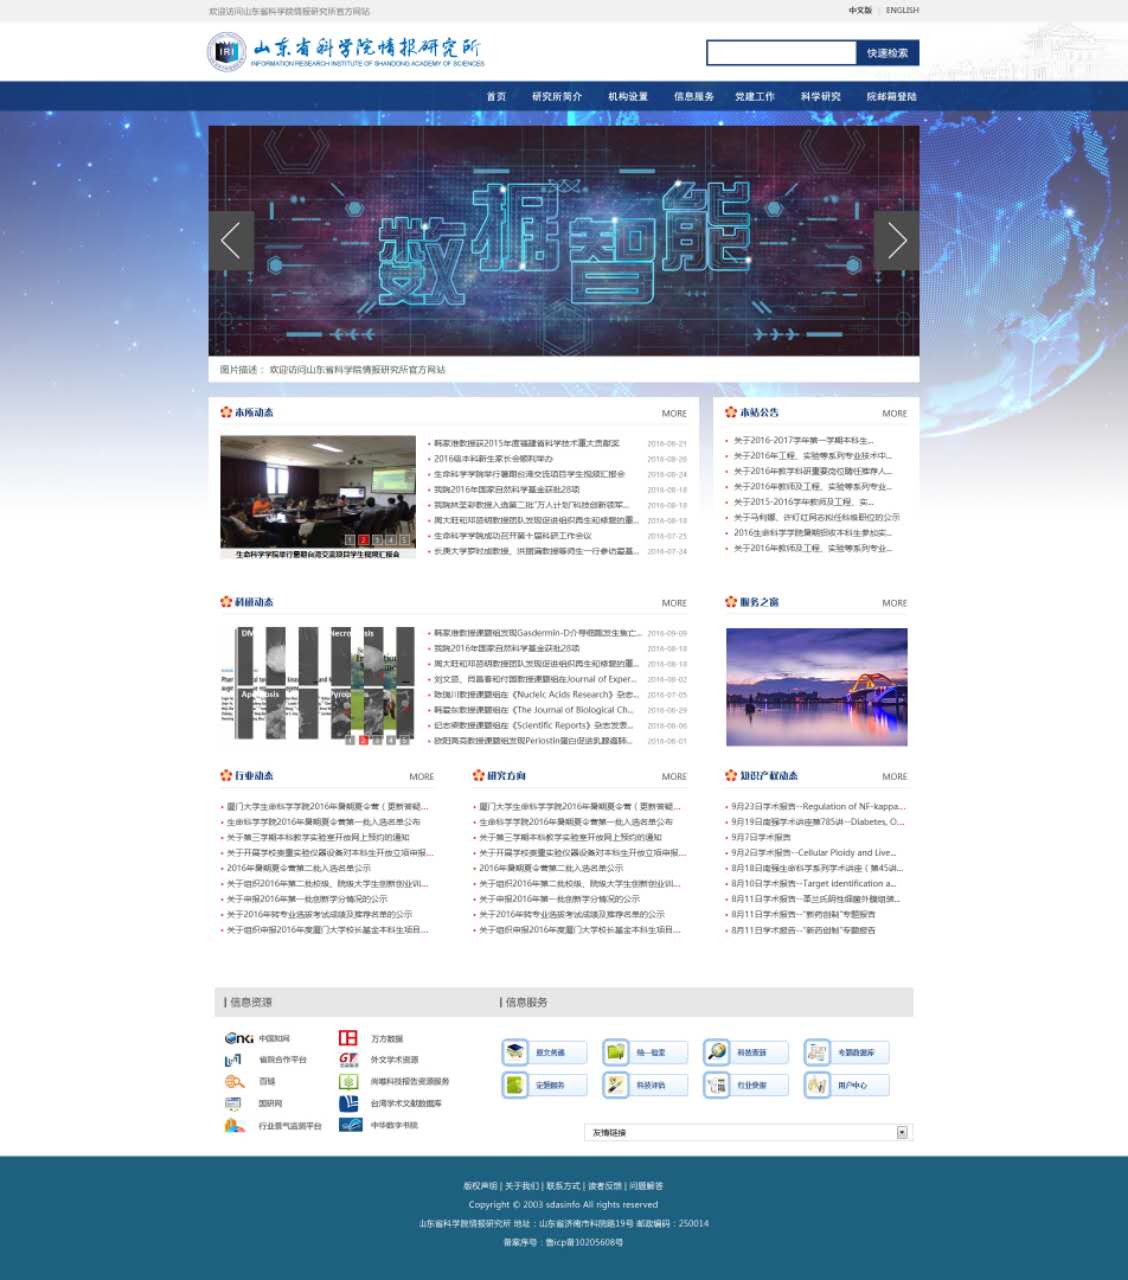 欢迎访问山东省科学院情报研究所官方网站
中文版 | ENGLISH
IRI
山东省科学院情报研究所
INFORMATION RESEARCH INSTITUTE OF SHANDONG ACADEMY OF SCIENCES
快速检索
首页 研究所简介 机构设置 信息服务 党建工作 科学研究 院邮箱登陆
数据智能
图片描述： 欢迎访问山东省科学院情报研究所官方网站
本所动态 MORE
韩家淮教授获2015年度福建省科学技术重大贡献奖 2016-08-21
2016级本科新生家长会顺利举办 2016-08-26
生命科学学院举行暑期台湾交流项目学生视频汇报会 2016-08-24
我院2016年国家自然科学基金获批28项 2016-08-18
我院林圣彩教授入选第二批“万人计划”科技创新领军... 2016-08-18
周大旺和邓贤明教授团队发现促进组织再生和修复的重... 2016-08-18
生命科学学院成功召开第十届科研工作会议 2016-07-25
长庚大学罗时成教授、洪丽满教授等师生一行参访暨基... 2016-07-24
1 2 3 4 5
生命科学学院举行暑期台湾交流项目学生视频汇报会
本站公告 MORE
关于2016-2017学年第一学期本科生...
关于2016年工程、实验等系列专业技术中...
关于2016年教学科研重要岗位聘任推荐人...
关于2016年教师及工程、实验等系列专业...
关于2015-2016学年教师及工程、实...
关于马利娜、许红红同志拟任科级职位的公示
2016生命科学学院暑期招收本科生参加实...
关于2016年教师及工程、实验等系列专业...
科研动态 MORE
韩家淮教授课题组发现Gasdermin-D介导细胞发生焦亡... 2016-09-09
我院2016年国家自然科学基金获批28项 2016-08-18
周大旺和邓贤明教授团队发现促进组织再生和修复的重... 2016-08-18
刘文显、肖昌春和付国教授课题组在Journal of Exper... 2016-08-02
陈瑞川教授课题组在《Nucleic Acids Research》杂志... 2016-07-05
韩爱东教授课题组在《The Journal of Biological Ch... 2016-06-29
纪志梁教授课题组在《Scientific Reports》杂志发表... 2016-06-06
欧阳高亮教授课题组发现Periostin蛋白促进乳腺癌肺... 2016-06-01
1 2 3 4 5
服务之窗 MORE
行业动态 MORE
厦门大学生命科学学院2016年暑期夏令营（更新答疑...
生命科学学院2016年暑期夏令营第一批入选名单公布
关于第三学期本科教学实验室开放网上预约的通知
关于开展学校贵重实验仪器设备对本科生开放立项申报...
2016年暑期夏令营第二批入选名单公示
关于组织2016年第二批校级、院级大学生创新创业训...
关于申报2016年第一批创新学分情况的公示
关于2016年转专业选拔考试成绩及推荐名单的公示
关于组织申报2016年度厦门大学校长基金本科生项目...
研究方向 MORE
厦门大学生命科学学院2016年暑期夏令营（更新答疑...
生命科学学院2016年暑期夏令营第一批入选名单公布
关于第三学期本科教学实验室开放网上预约的通知
关于开展学校贵重实验仪器设备对本科生开放立项申报...
2016年暑期夏令营第二批入选名单公示
关于组织2016年第二批校级、院级大学生创新创业训...
关于申报2016年第一批创新学分情况的公示
关于2016年转专业选拔考试成绩及推荐名单的公示
关于组织申报2016年度厦门大学校长基金本科生项目...
知识产权动态 MORE
9月23日学术报告--Regulation of NF-kappa...
9月19日南强学术讲座第785讲--Diabetes, O...
9月7日学术报告
9月2日学术报告--Cellular Ploidy and Live...
8月18日南强生命科学系列学术讲座（第45讲...
8月10日学术报告--Target identification a...
8月11日学术报告--革兰氏阴性细菌外膜组装...
8月11日学术报告--“新药创制”专题报告
8月11日学术报告--“新药创制”专题报告
信息资源
中国知网 万方数据
省院合作平台 外文学术资源
百链 尚唯科技报告资源服务
国研网 台湾学术文献数据库
行业景气监测平台 中华数字书院
信息服务
原文传递 统一检索 科技查新 专题数据库
定题服务 科技评估 行业快报 用户中心
友情链接
版权声明 | 关于我们 | 联系方式 | 读者反馈 | 问题解答
Copyright © 2003 sdasinfo All rights reserved
山东省科学院情报研究所 地址：山东省济南市科院路19号 邮政编码：250014
备案序号：鲁icp备10205608号